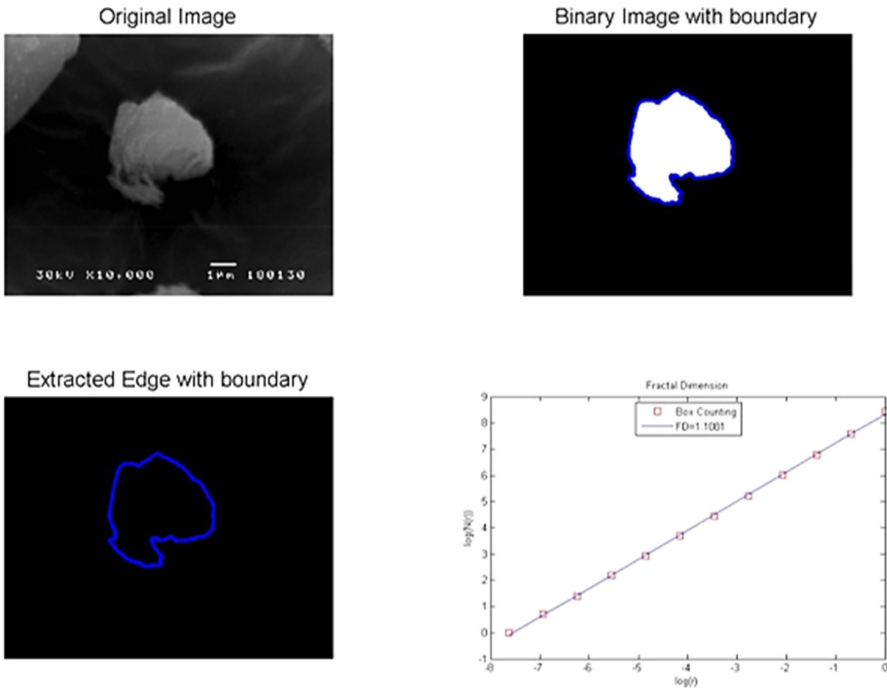 Original Image
Binary Image with boundary
30kV X10,000 1μm 180130
Extracted Edge with boundary
Fractal Dimension
Box Counting
FD=1.1081
9
8
7
6
5
4
3
2
1
0
-1
log(N(r))
-8 -7 -6 -5 -4 -3 -2 -1 0
log(r)